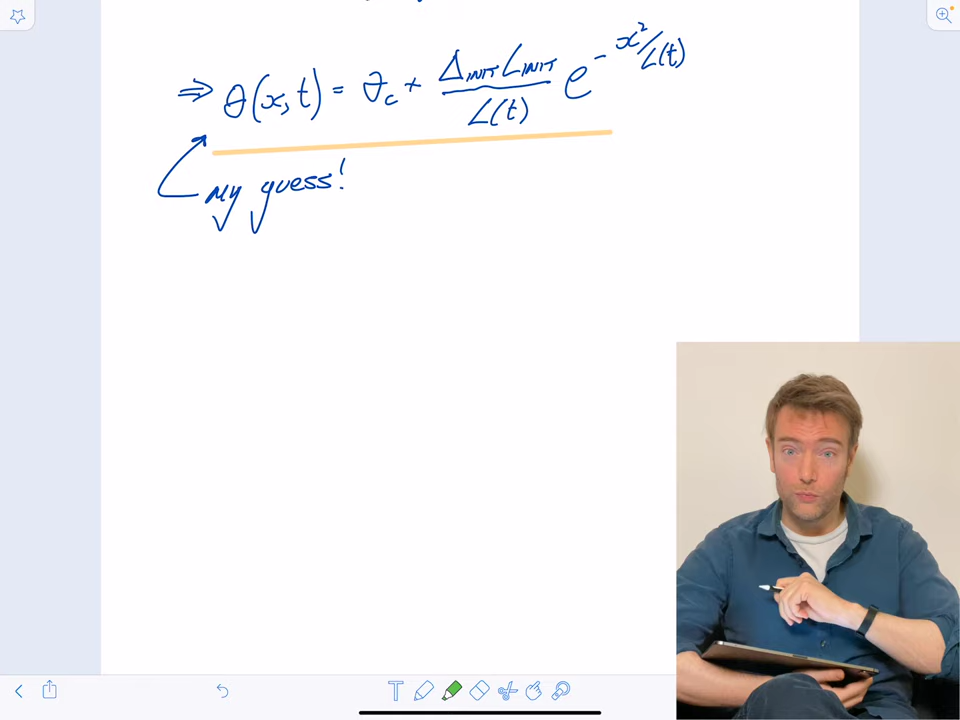 ⇒ θ(x,t) = θc + ΔINIT LINIT / L(t) e^(-x²/L(t))
My guess!
T